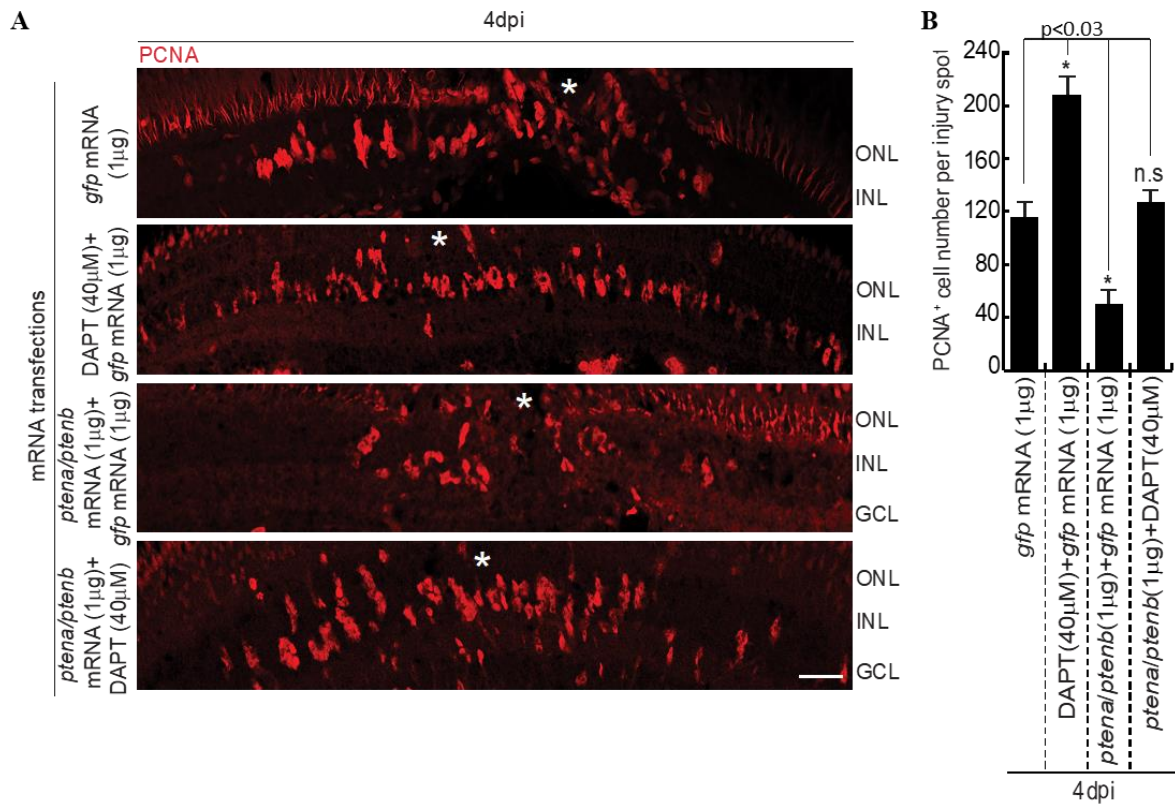 A
4dpi
PCNA
mRNA transfections
gfp mRNA
(1µg)
*
ONL
INL
DAPT (40µM)+
gfp mRNA (1µg)
*
ONL
INL
ptena/ptenb
mRNA (1µg)+
gfp mRNA (1µg)
*
ONL
INL
GCL
ptena/ptenb
mRNA (1µg)+
DAPT (40µM)
*
ONL
INL
GCL
B
p<0.03
PCNA+ cell number per injury spot
240
200
160
120
80
40
0
*
*
n.s
gfp mRNA (1µg)
DAPT(40µM)+gfp mRNA (1µg)
ptena/ptenb(1µg)+gfp mRNA (1µg)
ptena/ptenb(1µg)+DAPT(40µM)
4dpi